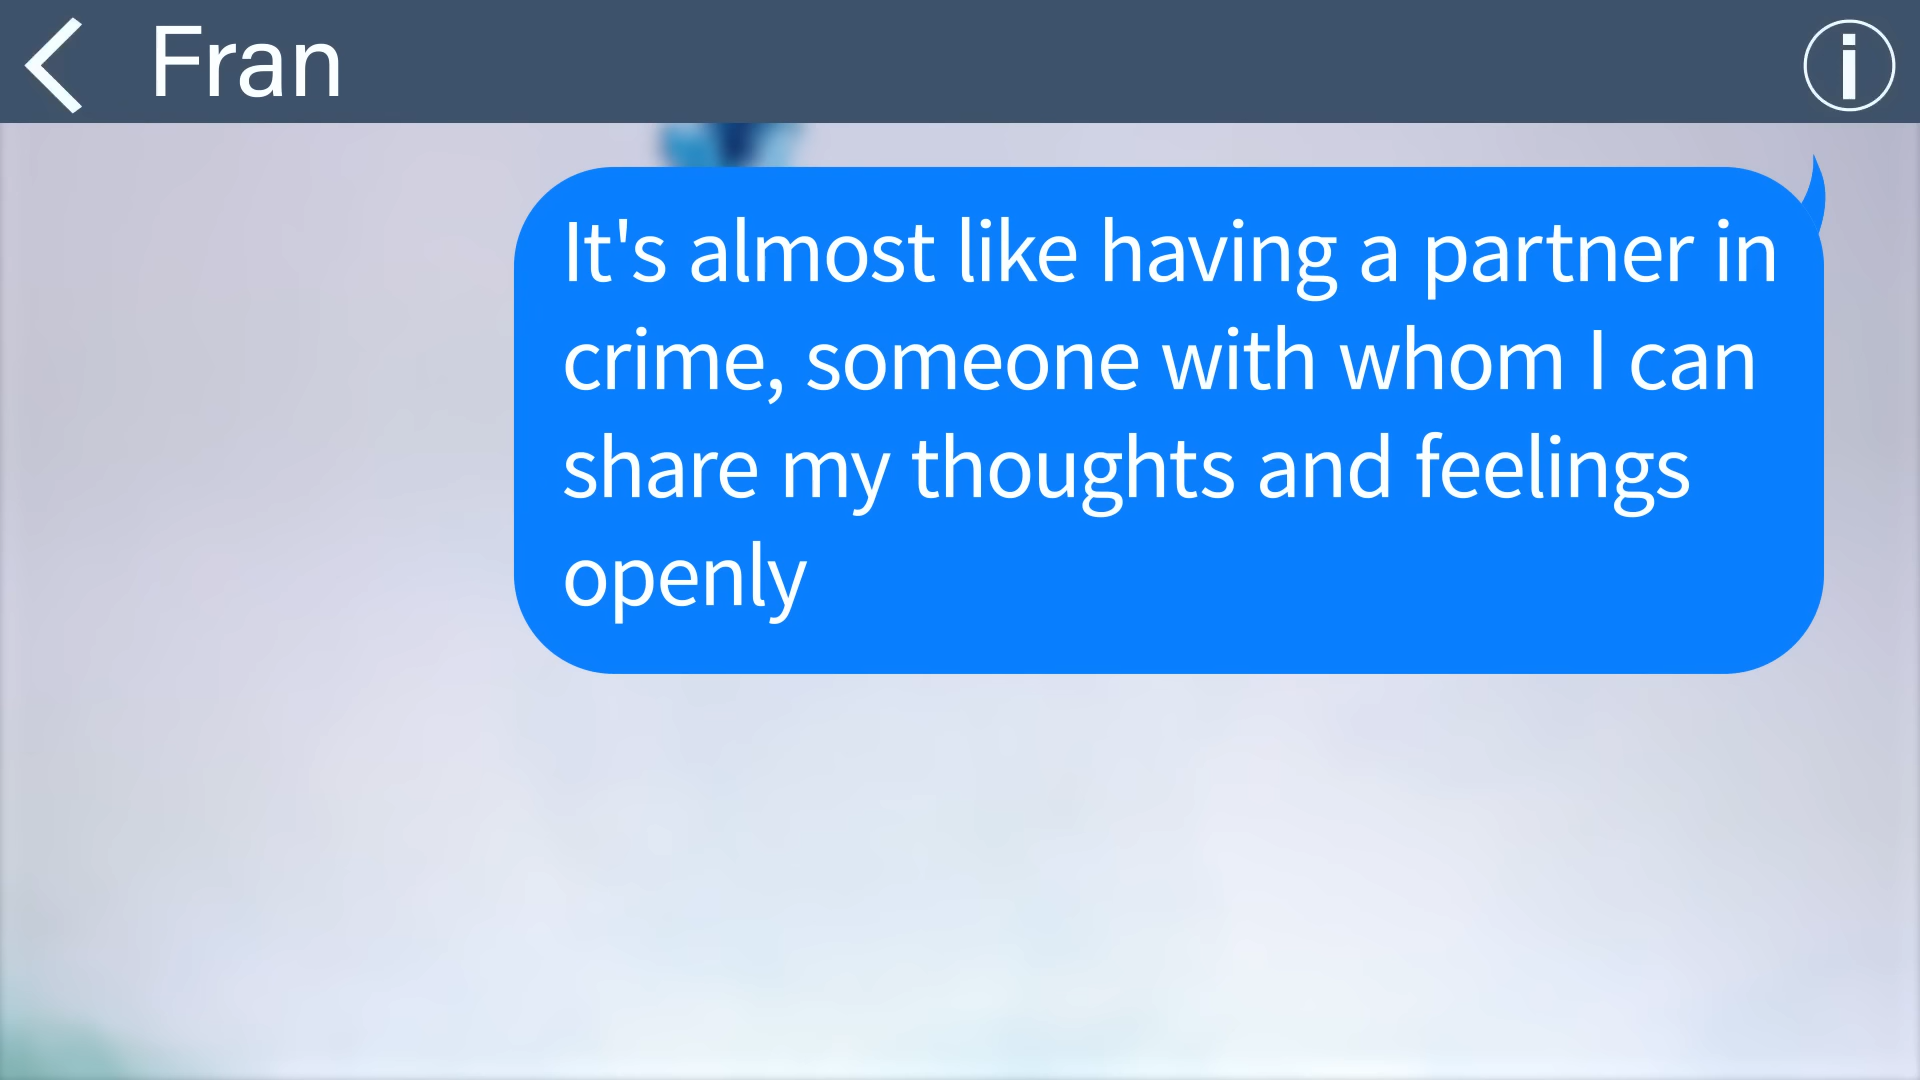 Fran
It's almost like having a partner in
crime, someone with whom I can
share my thoughts and feelings
openly